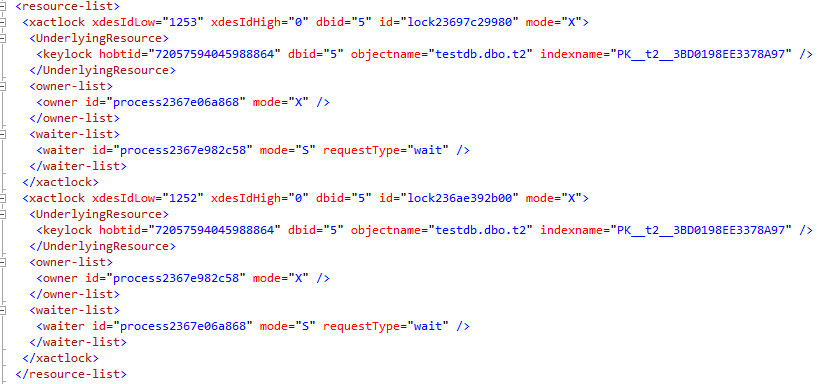 <resource-list>
<xactlock xdesIdLow="1253" xdesIdHigh="0" dbid="5" id="lock23697c29980" mode="X">
<UnderlyingResource>
<keylock hobtid="72057594045988864" dbid="5" objectname="testdb.dbo.t2" indexname="PK__t2__3BD0198EE3378A97" />
</UnderlyingResource>
<owner-list>
<owner id="process2367e06a868" mode="X" />
</owner-list>
<waiter-list>
<waiter id="process2367e982c58" mode="S" requestType="wait" />
</waiter-list>
</xactlock>
<xactlock xdesIdLow="1252" xdesIdHigh="0" dbid="5" id="lock236ae392b00" mode="X">
<UnderlyingResource>
<keylock hobtid="72057594045988864" dbid="5" objectname="testdb.dbo.t2" indexname="PK__t2__3BD0198EE3378A97" />
</UnderlyingResource>
<owner-list>
<owner id="process2367e982c58" mode="X" />
</owner-list>
<waiter-list>
<waiter id="process2367e06a868" mode="S" requestType="wait" />
</waiter-list>
</xactlock>
</resource-list>